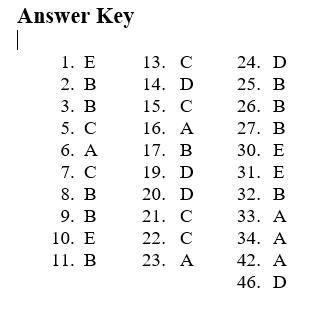 Answer Key
1. E 13. C 24. D
2. B 14. D 25. B
3. B 15. C 26. B
5. C 16. A 27. B
6. A 17. B 30. E
7. C 19. D 31. E
8. B 20. D 32. B
9. B 21. C 33. A
10. E 22. C 34. A
11. B 23. A 42. A
46. D